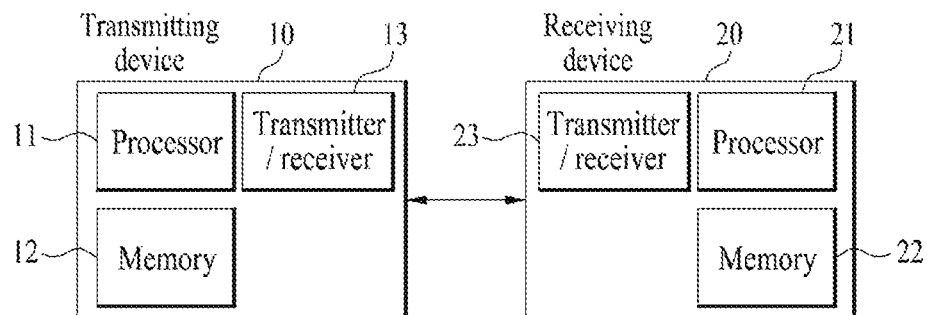 Transmitting
device
10
13
Receiving
device
20
21
11
Processor
Transmitter
/ receiver
23
Transmitter
/ receiver
Processor
12
Memory
Memory
22